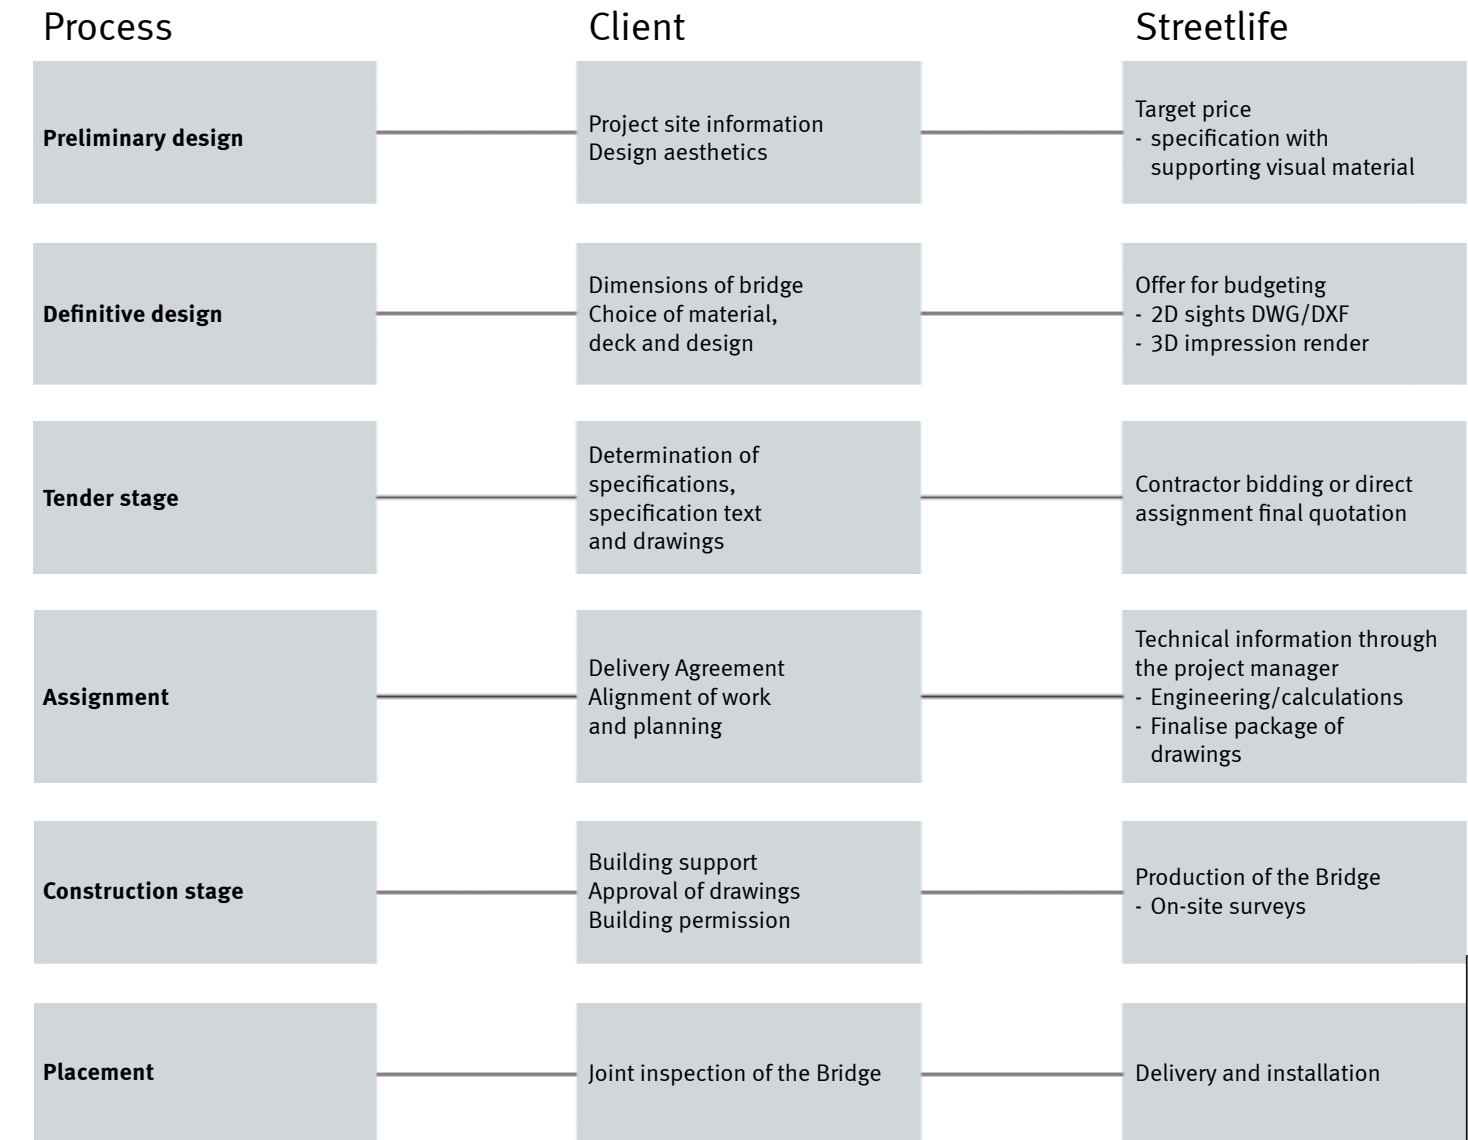 Process
Client
Streetlife
Preliminary design
Project site information
Design aesthetics
Target price
- specification with
supporting visual material
Definitive design
Dimensions of bridge
Choice of material,
deck and design
Offer for budgeting
- 2D sights DWG/DXF
- 3D impression render
Tender stage
Determination of
specifications,
specification text
and drawings
Contractor bidding or direct
assignment final quotation
Assignment
Delivery Agreement
Alignment of work
and planning
Technical information through
the project manager
- Engineering/calculations
- Finalise package of
drawings
Construction stage
Building support
Approval of drawings
Building permission
Production of the Bridge
- On-site surveys
Placement
Joint inspection of the Bridge
Delivery and installation